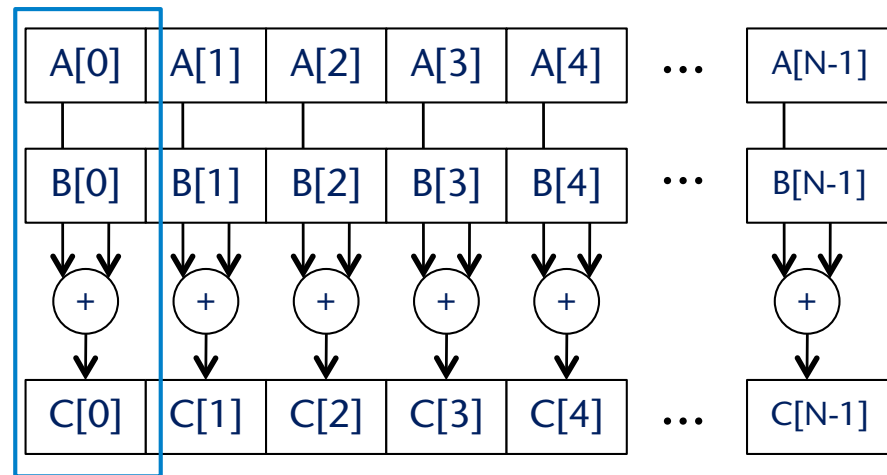 A[0] A[1] A[2] A[3] A[4] ... A[N-1]
B[0] B[1] B[2] B[3] B[4] ... B[N-1]
+ + + + + +
C[0] C[1] C[2] C[3] C[4] ... C[N-1]